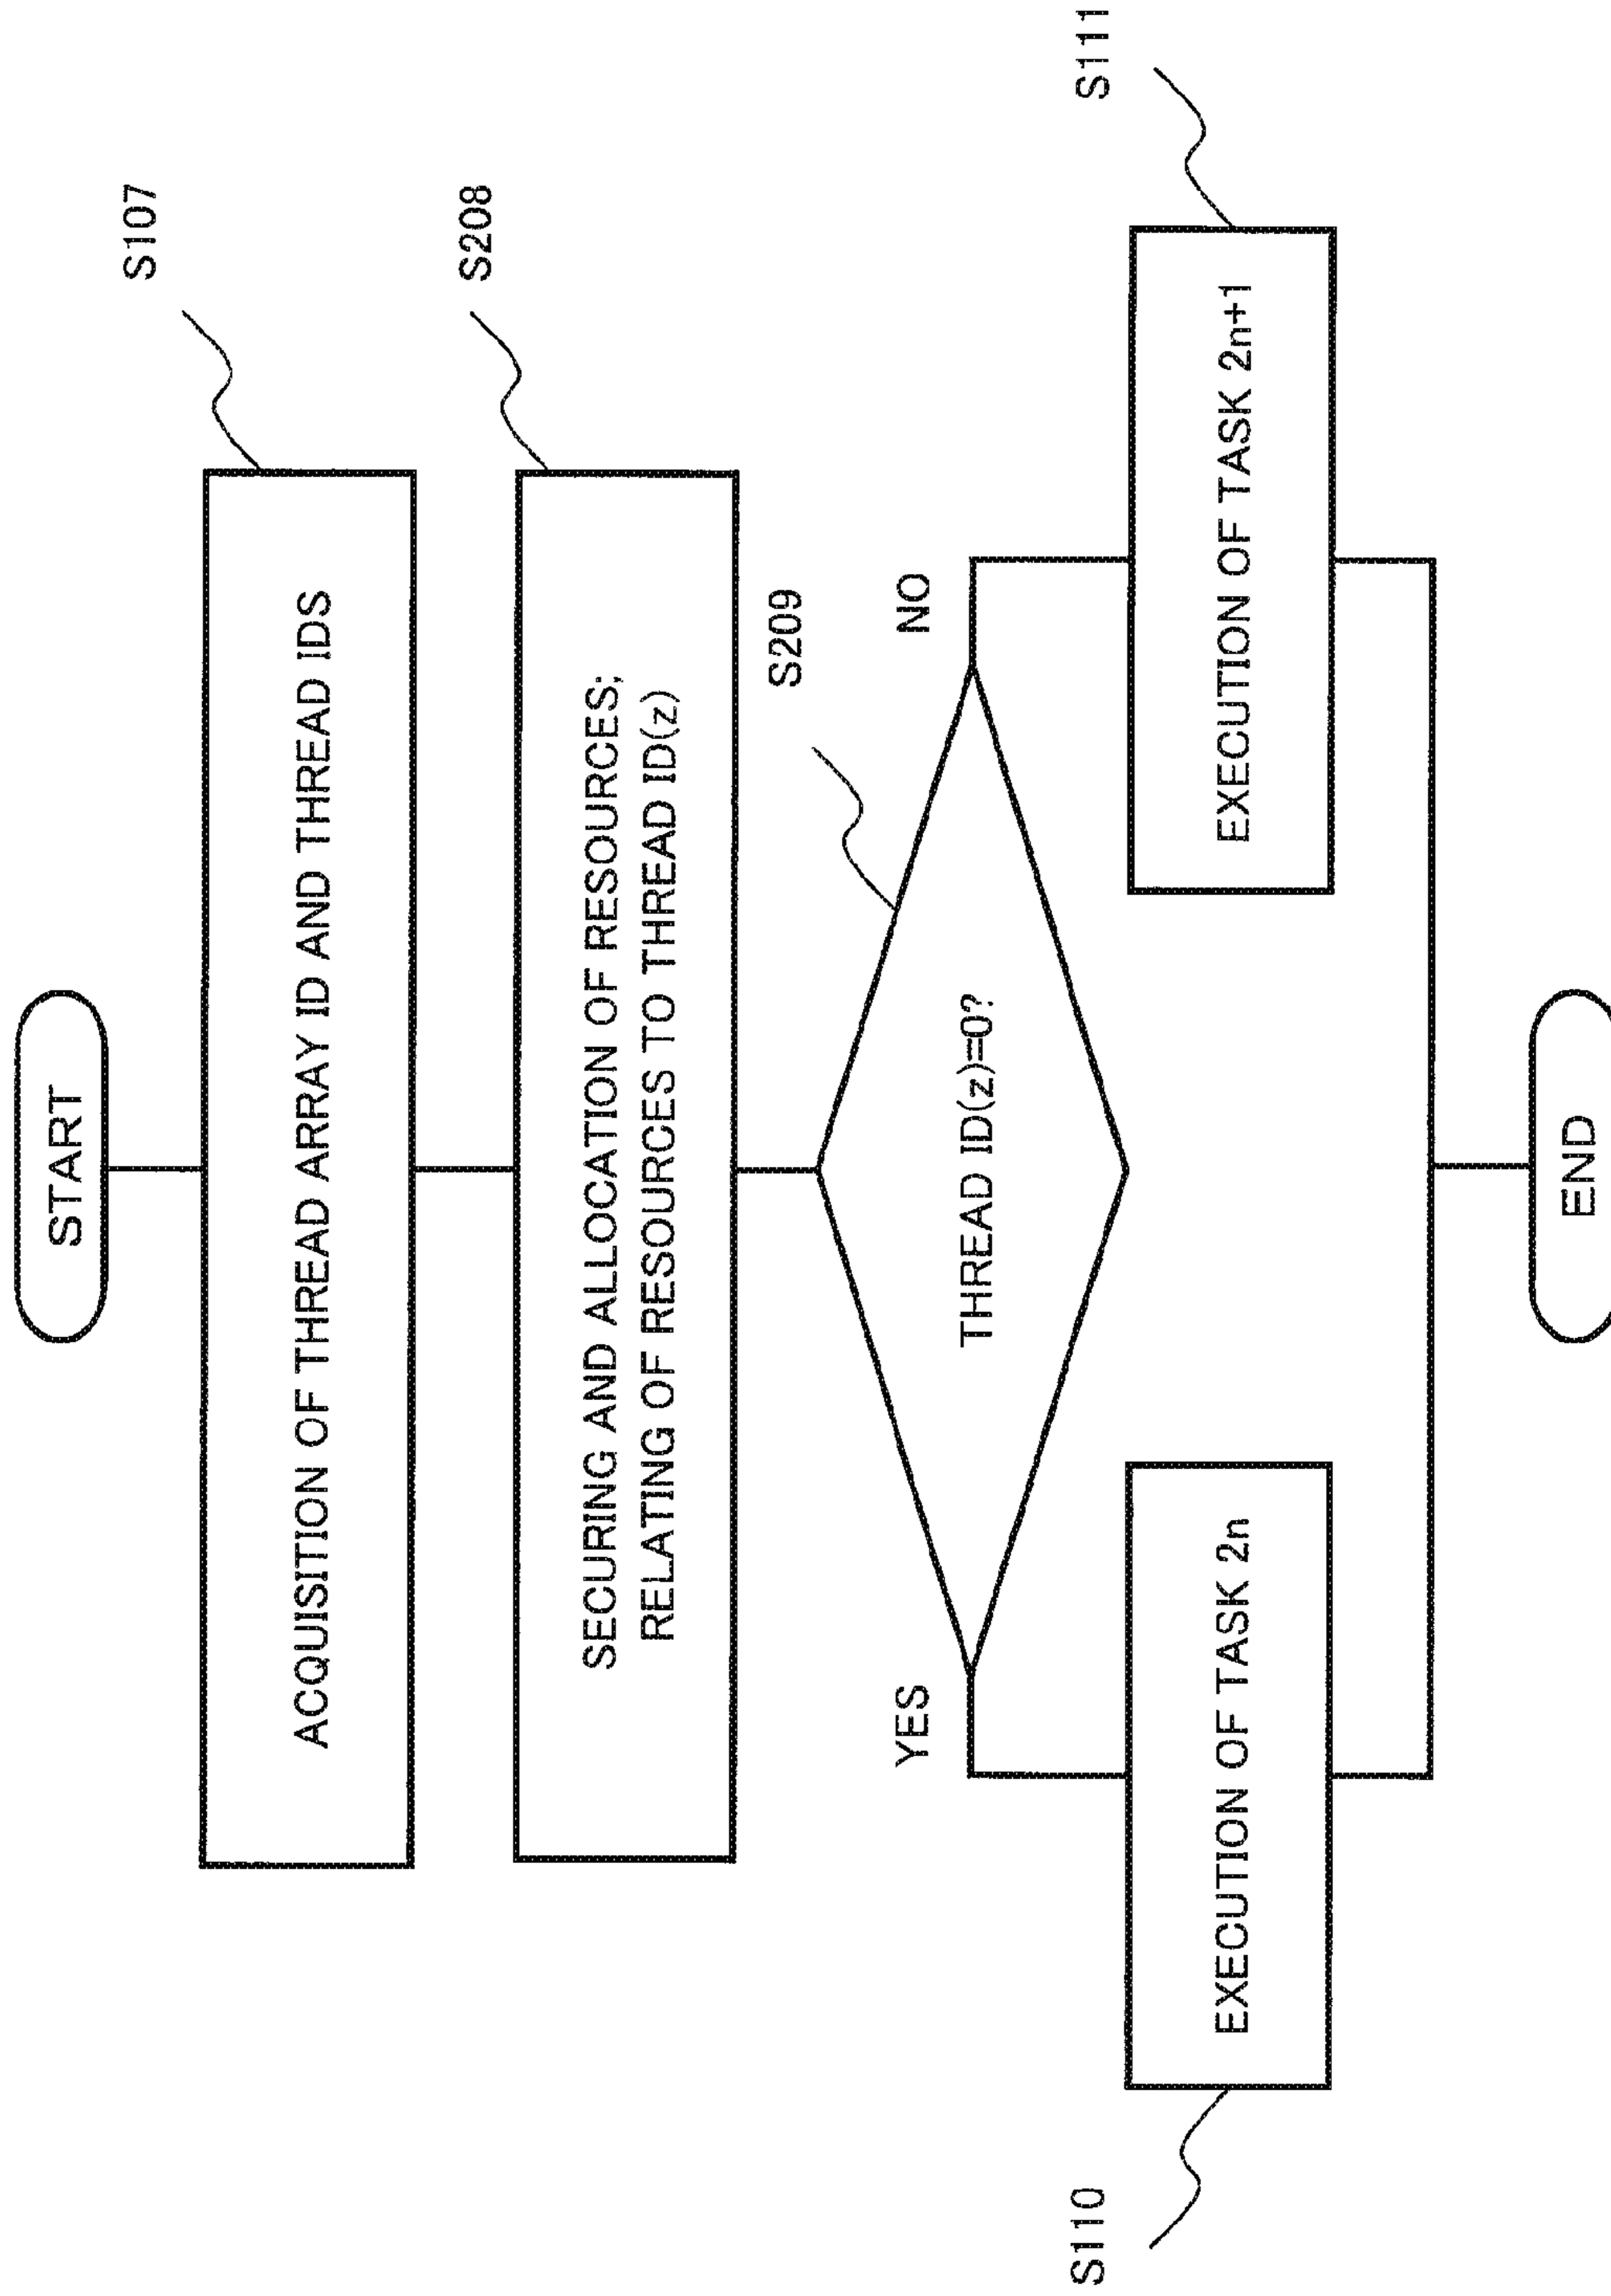 START
S107
ACQUISITION OF THREAD ARRAY ID AND THREAD IDS
S208
SECURING AND ALLOCATION OF RESOURCES;
RELATING OF RESOURCES TO THREAD ID(z)
S209
THREAD ID(z)=0?
YES
NO
S110
EXECUTION OF TASK 2n
EXECUTION OF TASK 2n+1
S111
END